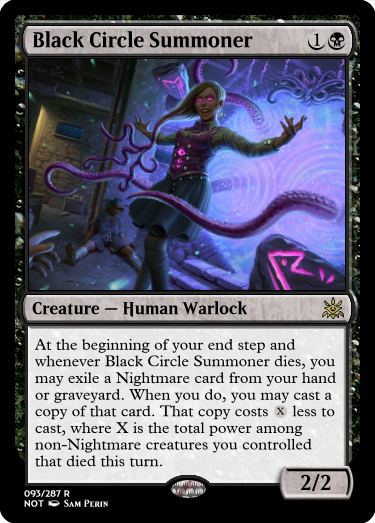 Black Circle Summoner 1
Creature — Human Warlock
At the beginning of your end step and
whenever Black Circle Summoner dies, you
may exile a Nightmare card from your hand
or graveyard. When you do, you may cast a
copy of that card. That copy costs X less to
cast, where X is the total power among
non-Nightmare creatures you controlled
that died this turn.
2/2
093/287 R
NOT SAM PERIN